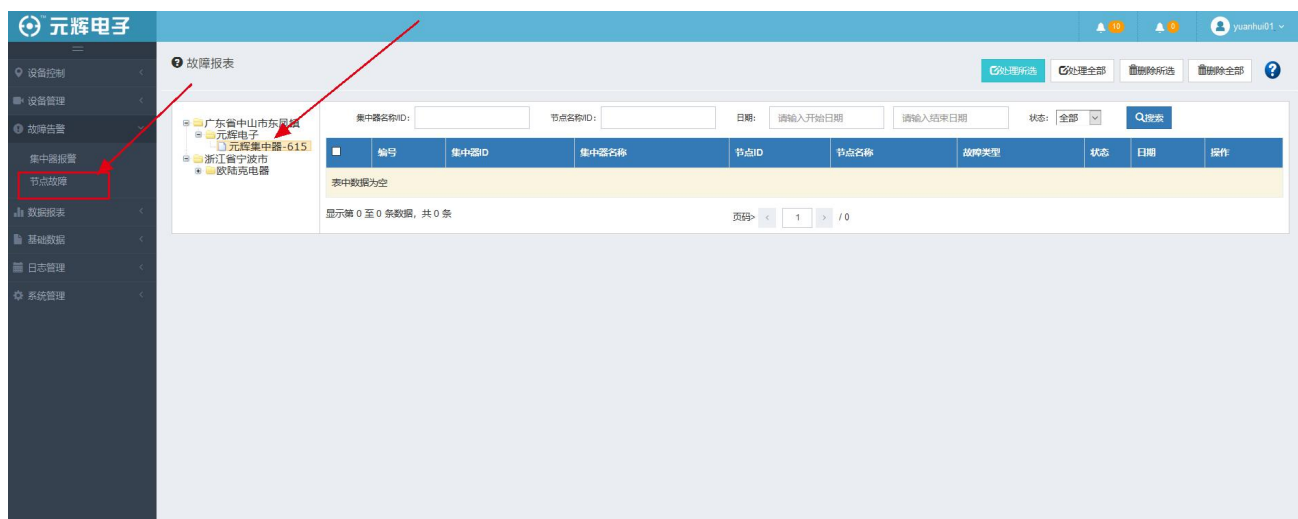 元辉电子
10
0
yuanhui01
设备控制
设备管理
故障告警
集中器报警
节点故障
数据报表
基础数据
日志管理
系统管理
故障报表
处理所选
处理全部
删除所选
删除全部
广东省中山市东凤镇
元辉电子
元辉集中器-615
浙江省宁波市
欧陆克电器
集中器名称/ID:
节点名称/ID:
日期: 请输入开始日期 请输入结束日期
状态: 全部
搜索
编号 集中器ID 集中器名称 节点ID 节点名称 故障类型 状态 日期 操作
表中数据为空
显示第 0 至 0 条数据，共 0 条
页码> < 1 > / 0